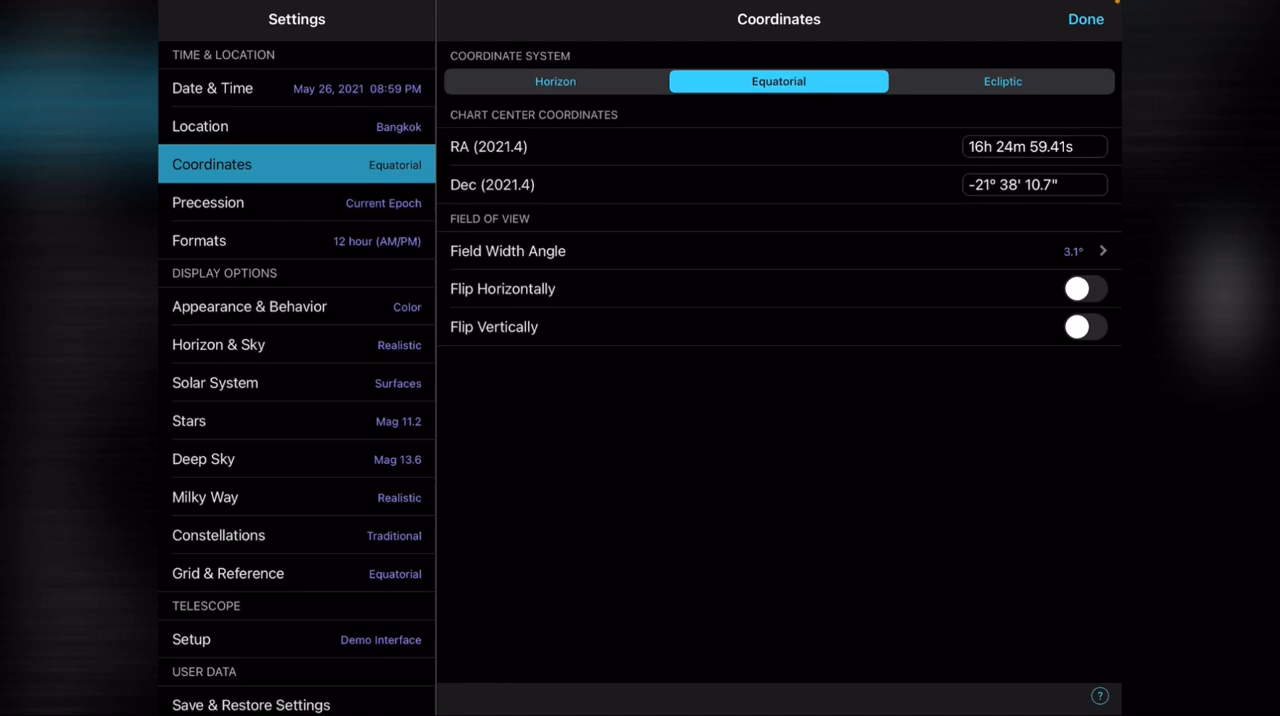 Settings
TIME & LOCATION
Date & Time May 26, 2021 08:59 PM
Location Bangkok
Coordinates Equatorial
Precession Current Epoch
Formats 12 hour (AM/PM)
DISPLAY OPTIONS
Appearance & Behavior Color
Horizon & Sky Realistic
Solar System Surfaces
Stars Mag 11.2
Deep Sky Mag 13.6
Milky Way Realistic
Constellations Traditional
Grid & Reference Equatorial
TELESCOPE
Setup Demo Interface
USER DATA
Save & Restore Settings
Coordinates Done
COORDINATE SYSTEM
Horizon Equatorial Ecliptic
CHART CENTER COORDINATES
RA (2021.4) 16h 24m 59.41s
Dec (2021.4) -21° 38' 10.7"
FIELD OF VIEW
Field Width Angle 3.1°
Flip Horizontally
Flip Vertically
?